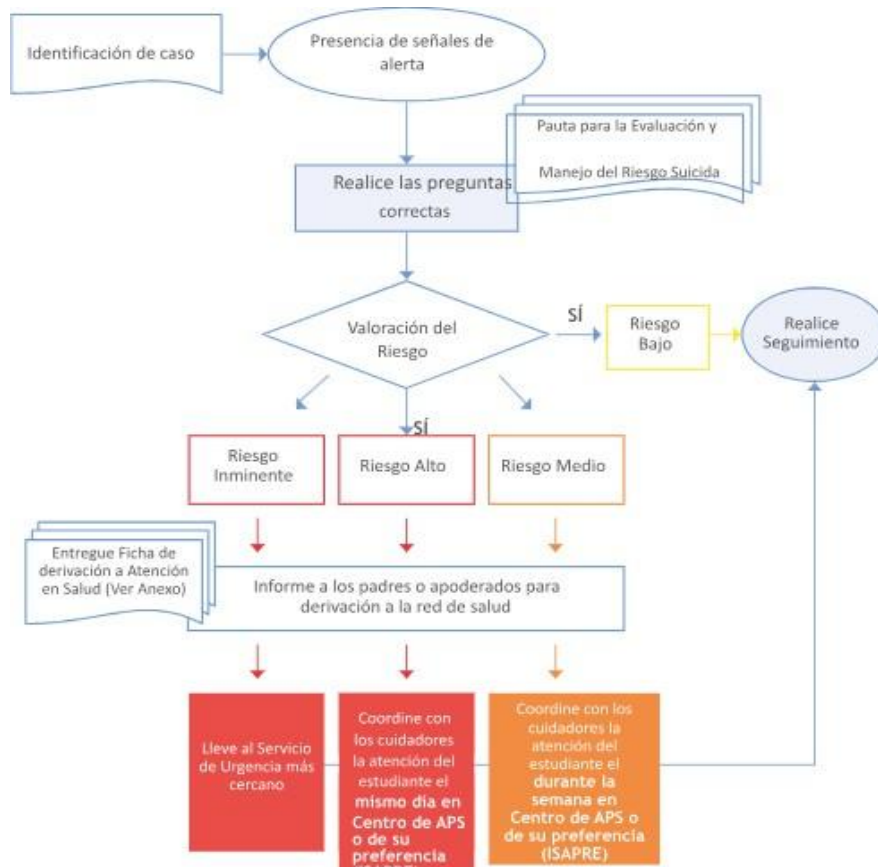 Identificación de caso
Presencia de señales de
alerta
Pauta para la Evaluación y
Manejo del Riesgo Suicida
Realice las preguntas
correctas
Valoración del
Riesgo
SÍ
Riesgo
Bajo
Realice
Seguimiento
SÍ
Riesgo
Inminente
Riesgo Alto
Riesgo Medio
Entregue Ficha de
derivación a Atención
en Salud (Ver Anexo)
Informe a los padres o apoderados para
derivación a la red de salud
Lleve al Servicio
de Urgencia más
cercano
Coordine con
los cuidadores
la atención del
estudiante el
mismo día en
Centro de APS
o de su
preferencia
Coordine con los
cuidadores la
atención del
estudiante el
durante la
semana en
Centro de APS o
de su preferencia
(ISAPRE)